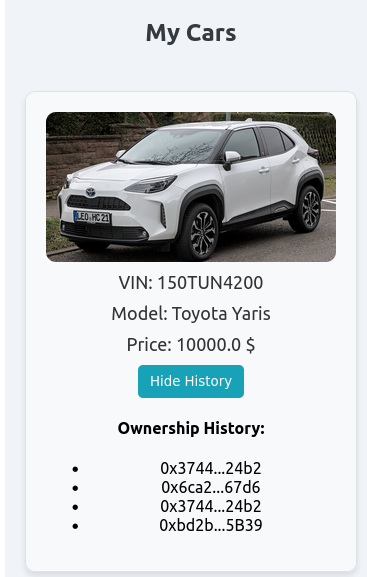 My Cars
LEO HC 21
VIN: 150TUN4200
Model: Toyota Yaris
Price: 10000.0 $
Hide History
Ownership History:
0x3744...24b2
0x6ca2...67d6
0x3744...24b2
0xbd2b...5B39